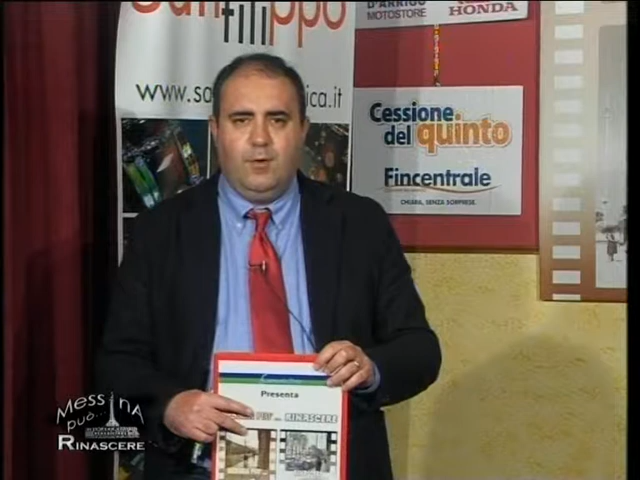 filippo
D'ARRIGO
MOTOSTORE
HONDA
www.sa
ica.it
Cessione
del quinto
Fincentrale
CHIARA, SENZA SORPRESE.
Presenta
RINASCERE
MESSINA
può...
RINASCERE